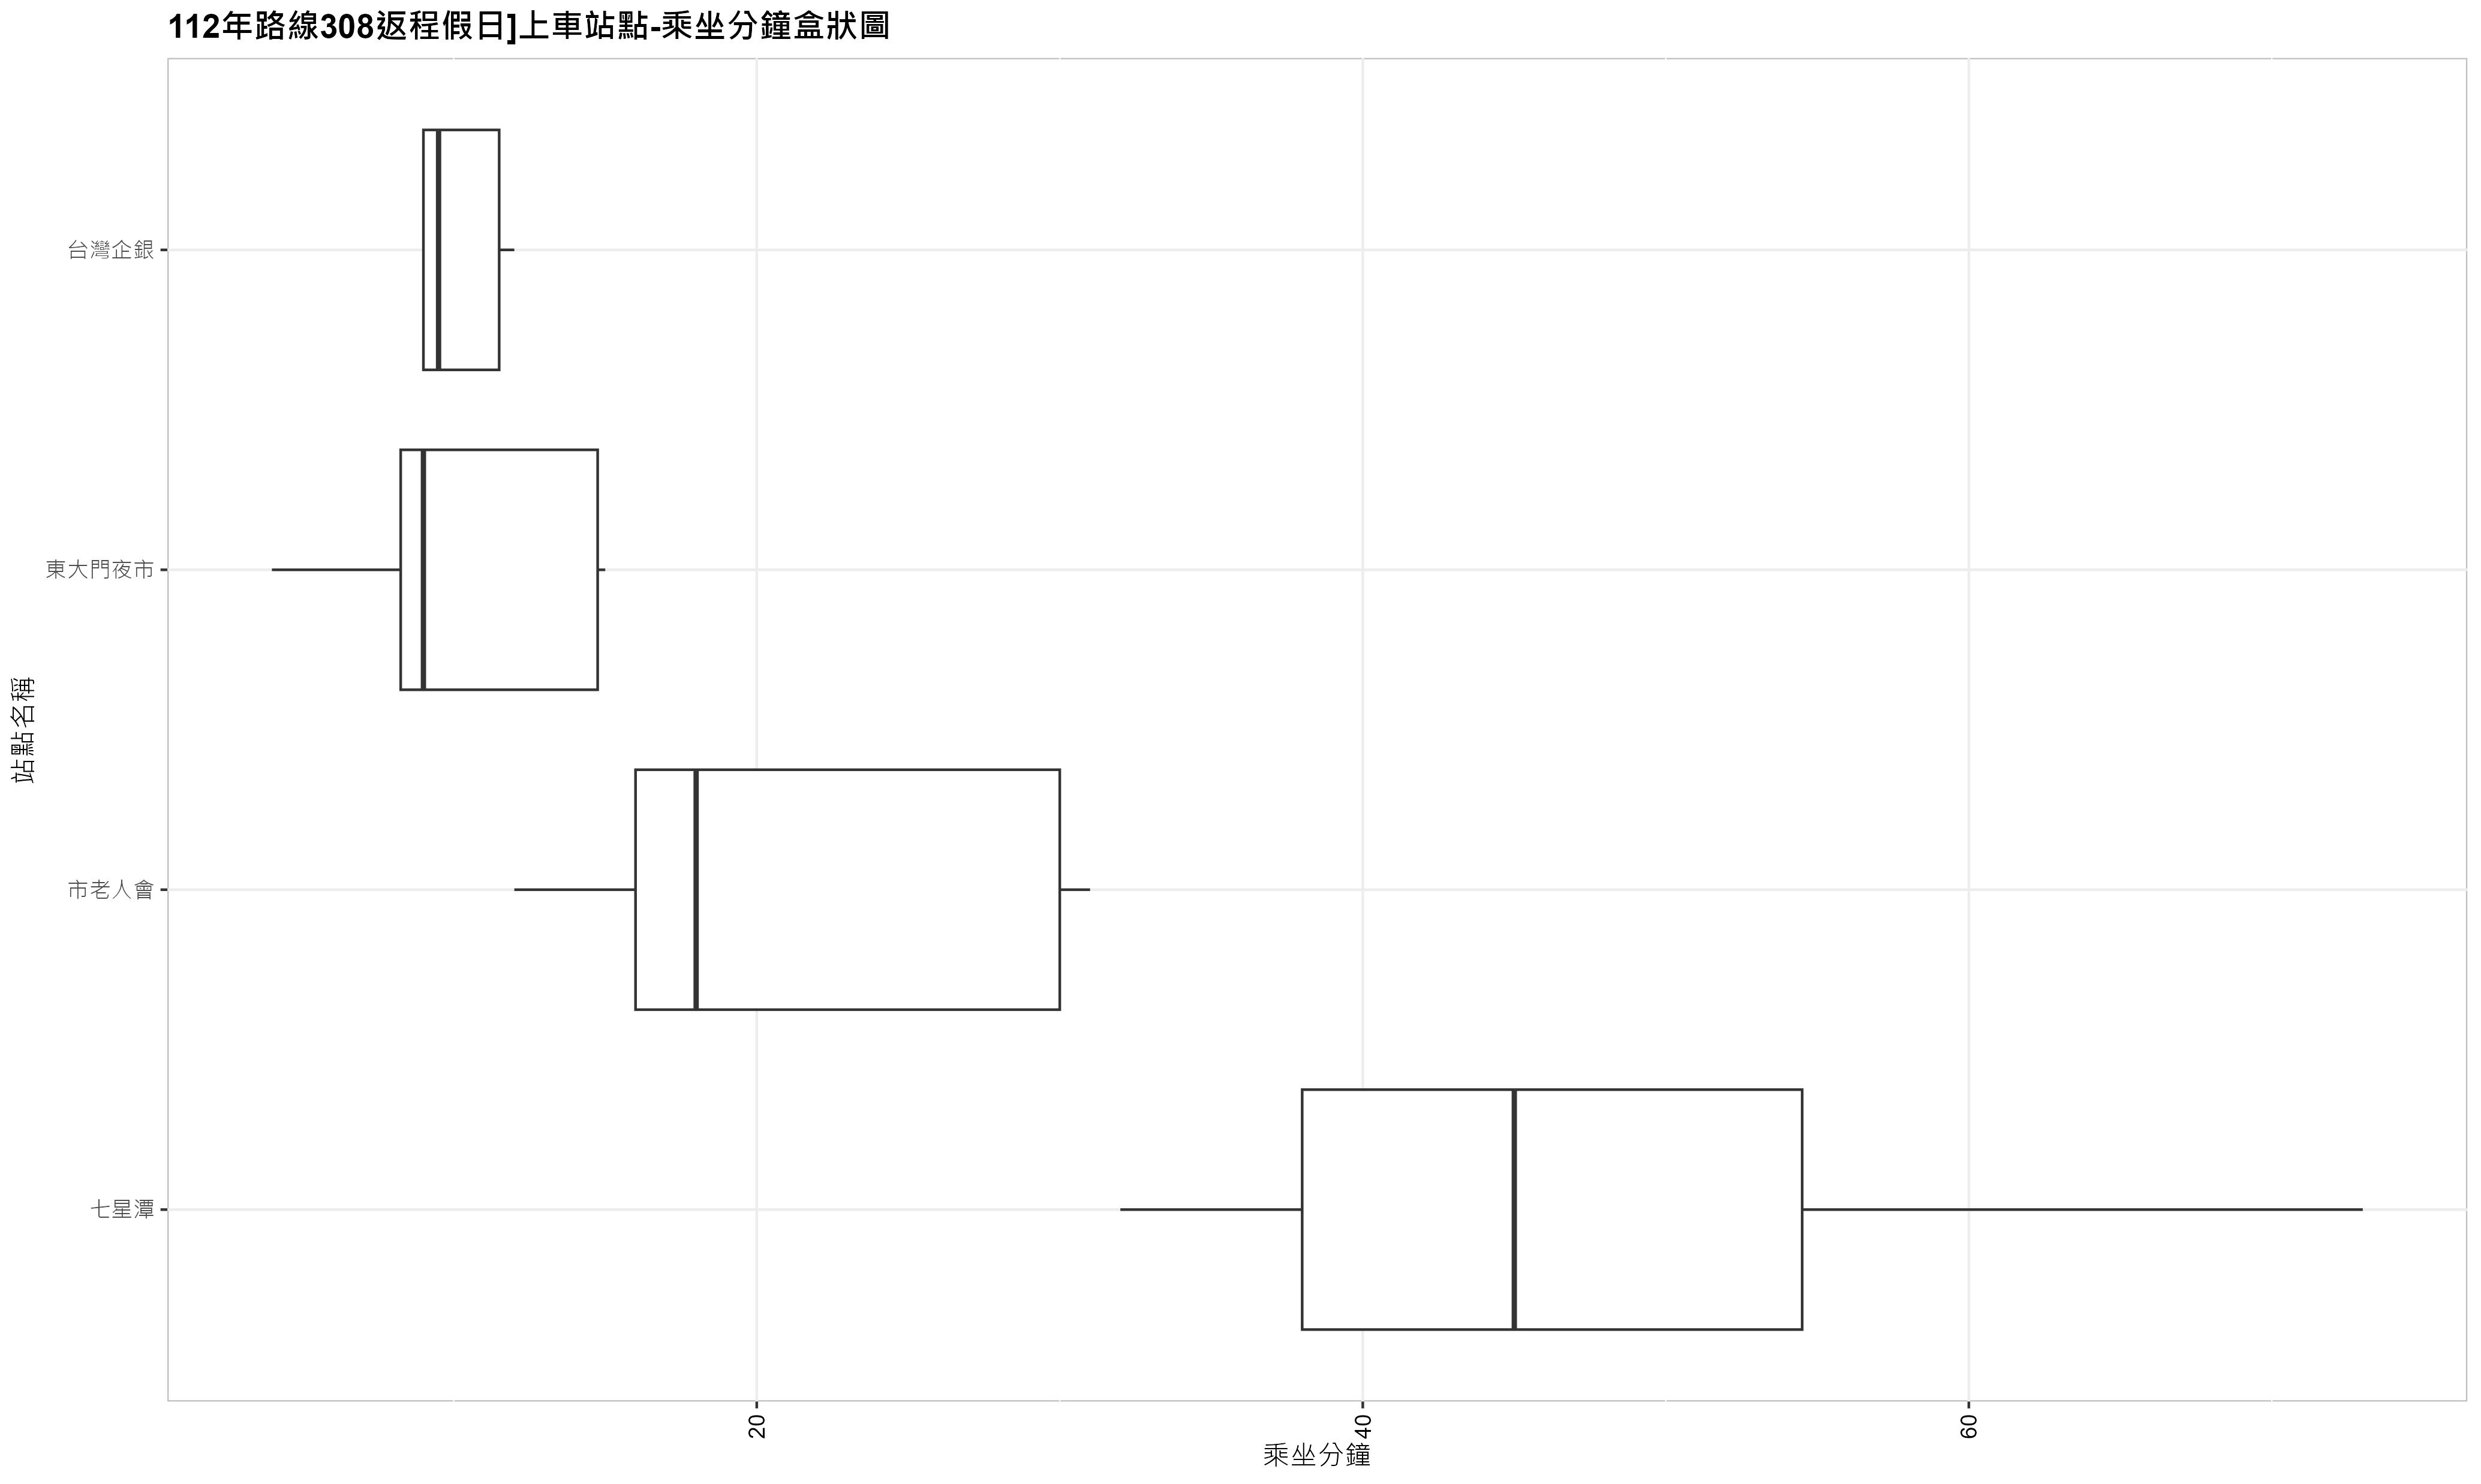 112年路線308返程假日]上車站點-乘坐分鐘盒狀圖
站點名稱
台灣企銀
東大門夜市
市老人會
七星潭
20
40
60
乘坐分鐘